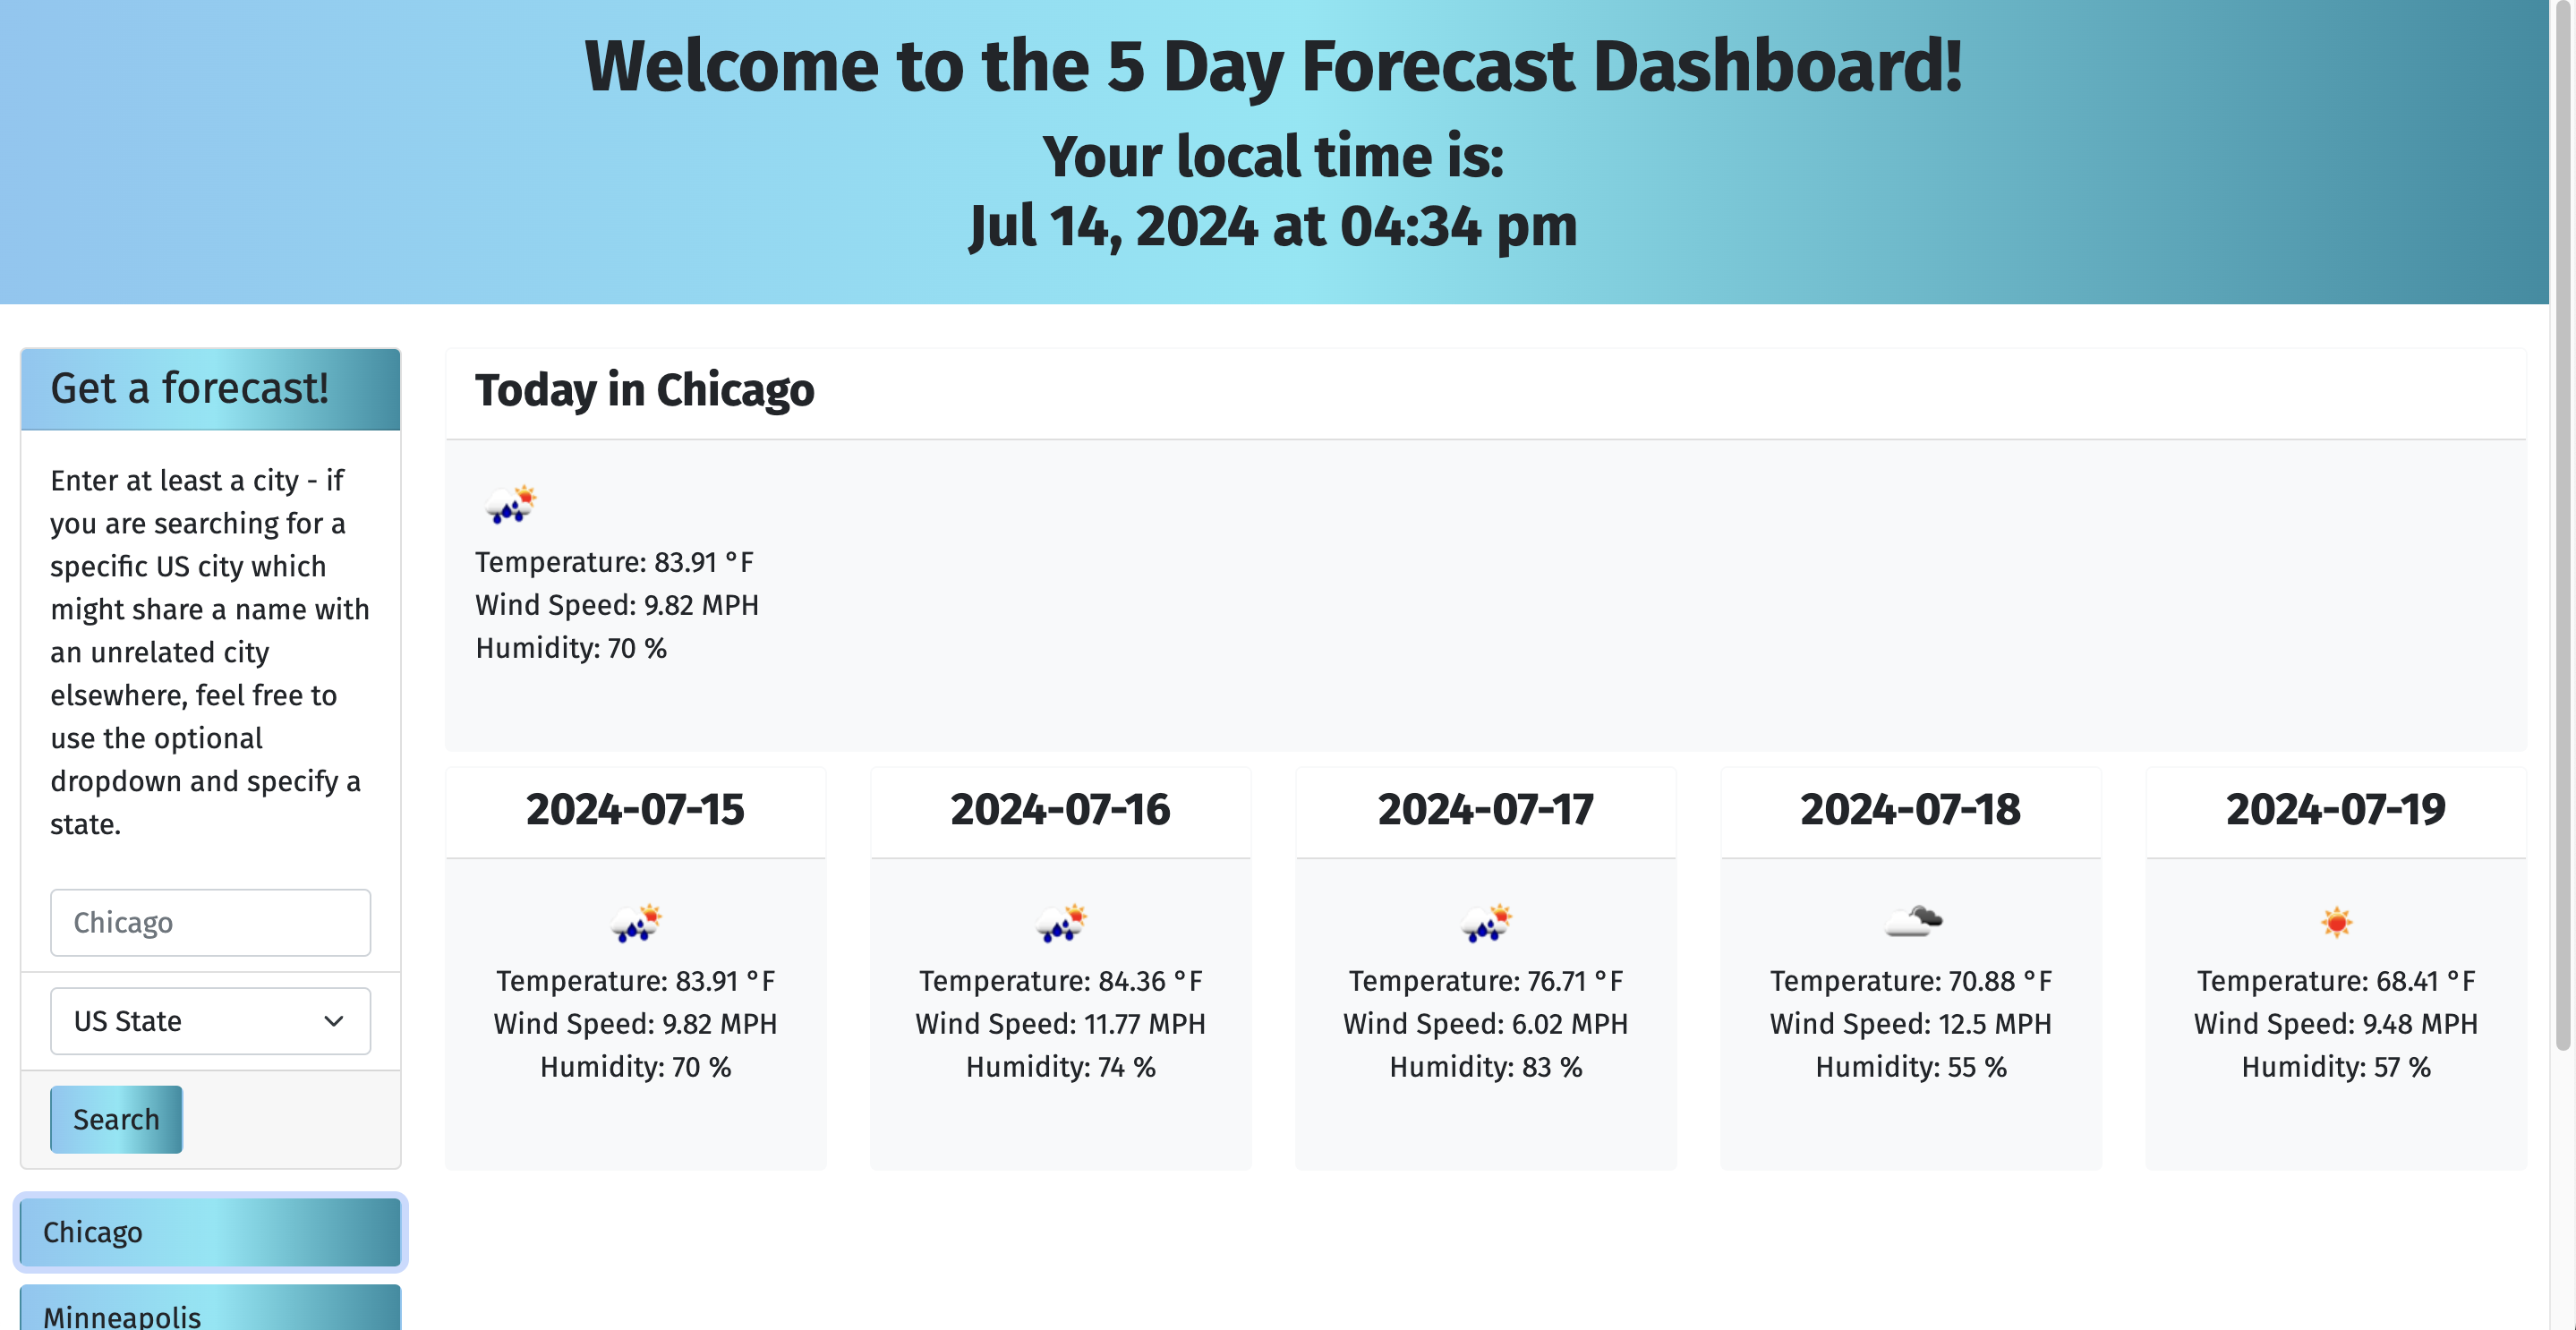 Welcome to the 5 Day Forecast Dashboard!
Your local time is:
Jul 14, 2024 at 04:34 pm
Get a forecast!
Enter at least a city - if
you are searching for a
specific US city which
might share a name with
an unrelated city
elsewhere, feel free to
use the optional
dropdown and specify a
state.
Chicago
US State
Search
Chicago
Minneapolis
Today in Chicago
Temperature: 83.91 °F
Wind Speed: 9.82 MPH
Humidity: 70 %
2024-07-15
Temperature: 83.91 °F
Wind Speed: 9.82 MPH
Humidity: 70 %
2024-07-16
Temperature: 84.36 °F
Wind Speed: 11.77 MPH
Humidity: 74 %
2024-07-17
Temperature: 76.71 °F
Wind Speed: 6.02 MPH
Humidity: 83 %
2024-07-18
Temperature: 70.88 °F
Wind Speed: 12.5 MPH
Humidity: 55 %
2024-07-19
Temperature: 68.41 °F
Wind Speed: 9.48 MPH
Humidity: 57 %